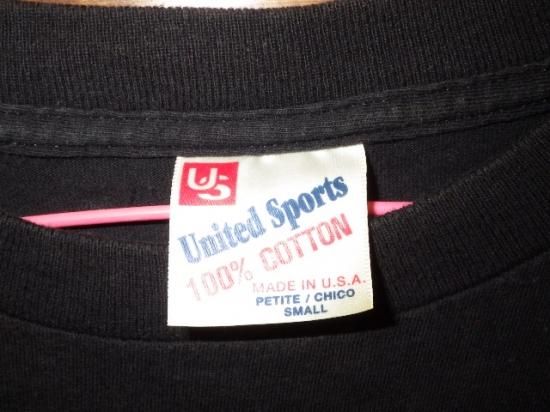 US
United Sports
100% COTTON
MADE IN U.S.A.
PETITE / CHICO
SMALL